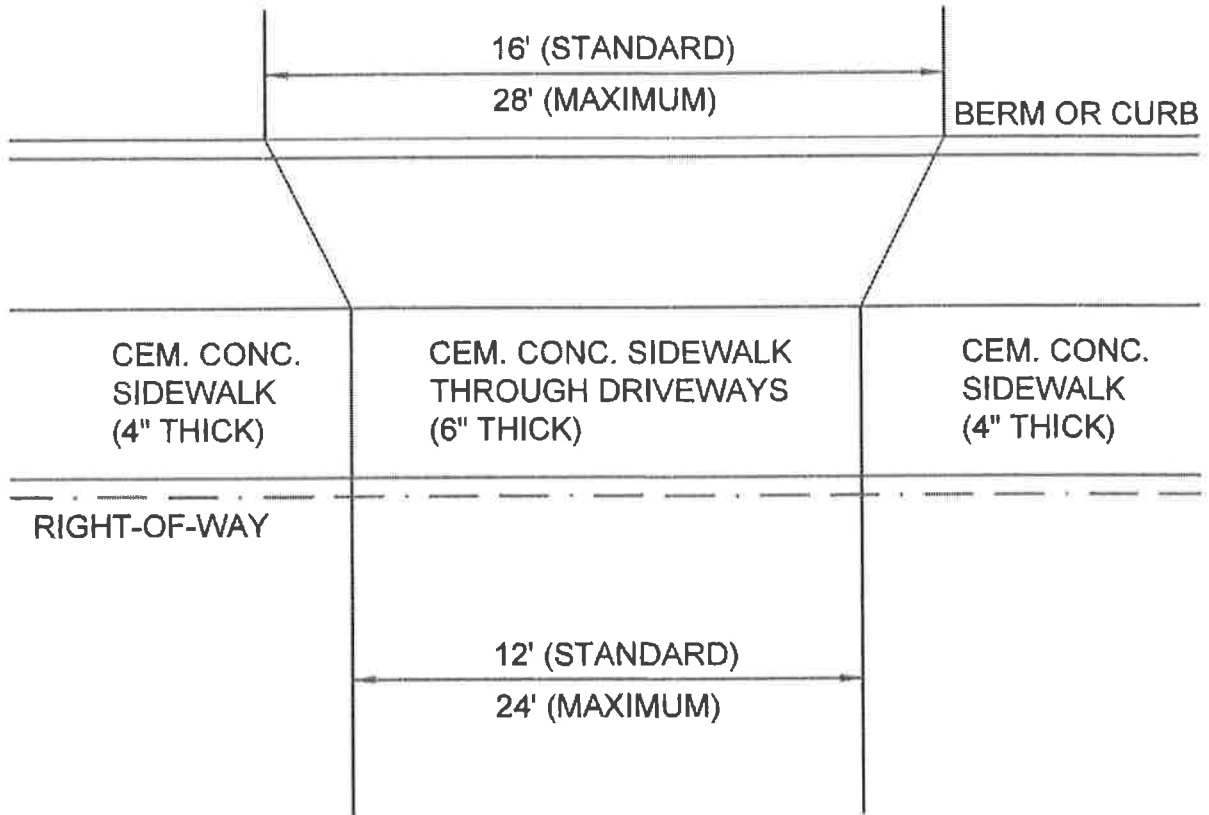 16' (STANDARD)
28' (MAXIMUM)
BERM OR CURB
CEM. CONC.
SIDEWALK
(4" THICK)
CEM. CONC. SIDEWALK
THROUGH DRIVEWAYS
(6" THICK)
CEM. CONC.
SIDEWALK
(4" THICK)
RIGHT-OF-WAY
12' (STANDARD)
24' (MAXIMUM)